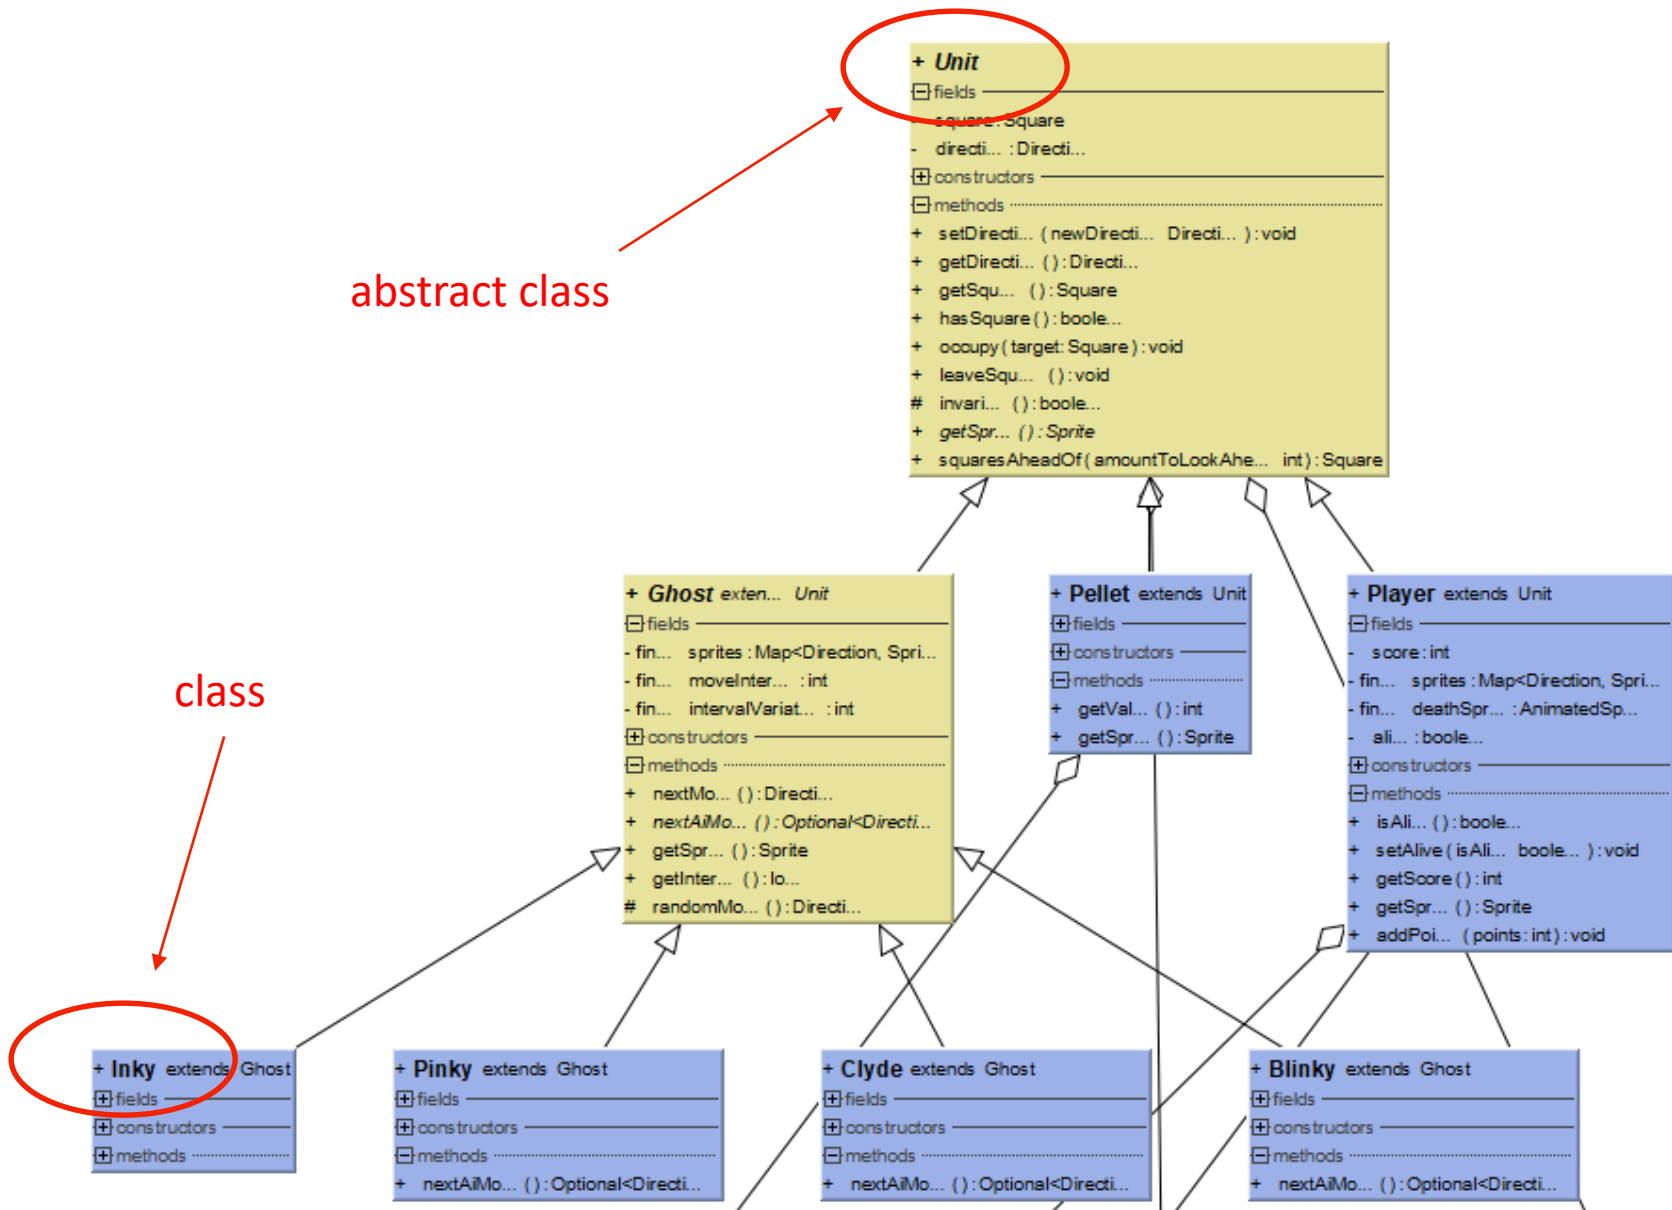 + Unit
fields
- square : Square
- directi... : Directi...
constructors
methods
+ setDirecti... ( newDirecti... Directi... ) : void
+ getDirecti... ( ) : Directi...
+ getSqu... ( ) : Square
+ hasSquare ( ) : boole...
+ occupy ( target: Square ) : void
+ leaveSqu... ( ) : void
# invari... ( ) : boole...
+ getSpr... ( ) : Sprite
+ squaresAheadOf ( amountToLookAhe... int ) : Square
abstract class
+ Ghost exten... Unit
fields
- fin... sprites : Map<Direction, Spri...
- fin... moveInter... : int
- fin... intervalVariat... : int
constructors
methods
+ nextMo... ( ) : Directi...
+ nextAiMo... ( ) : Optional<Directi...
+ getSpr... ( ) : Sprite
+ getInter... ( ) : lo...
# randomMo... ( ) : Directi...
+ Pellet extends Unit
fields
constructors
methods
+ getVal... ( ) : int
+ getSpr... ( ) : Sprite
+ Player extends Unit
fields
- score : int
- fin... sprites : Map<Direction, Spri...
- fin... deathSpr... : AnimatedSp...
- ali... : boole...
constructors
methods
+ isAli... ( ) : boole...
+ setAlive ( isAli... boole... ) : void
+ getScore ( ) : int
+ getSpr... ( ) : Sprite
+ addPoi... ( points: int ) : void
class
+ Inky extends Ghost
fields
constructors
methods
+ Pinky extends Ghost
fields
constructors
methods
+ nextAiMo... ( ) : Optional<Directi...
+ Clyde extends Ghost
fields
constructors
methods
+ nextAiMo... ( ) : Optional<Directi...
+ Blinky extends Ghost
fields
constructors
methods
+ nextAiMo... ( ) : Optional<Directi...